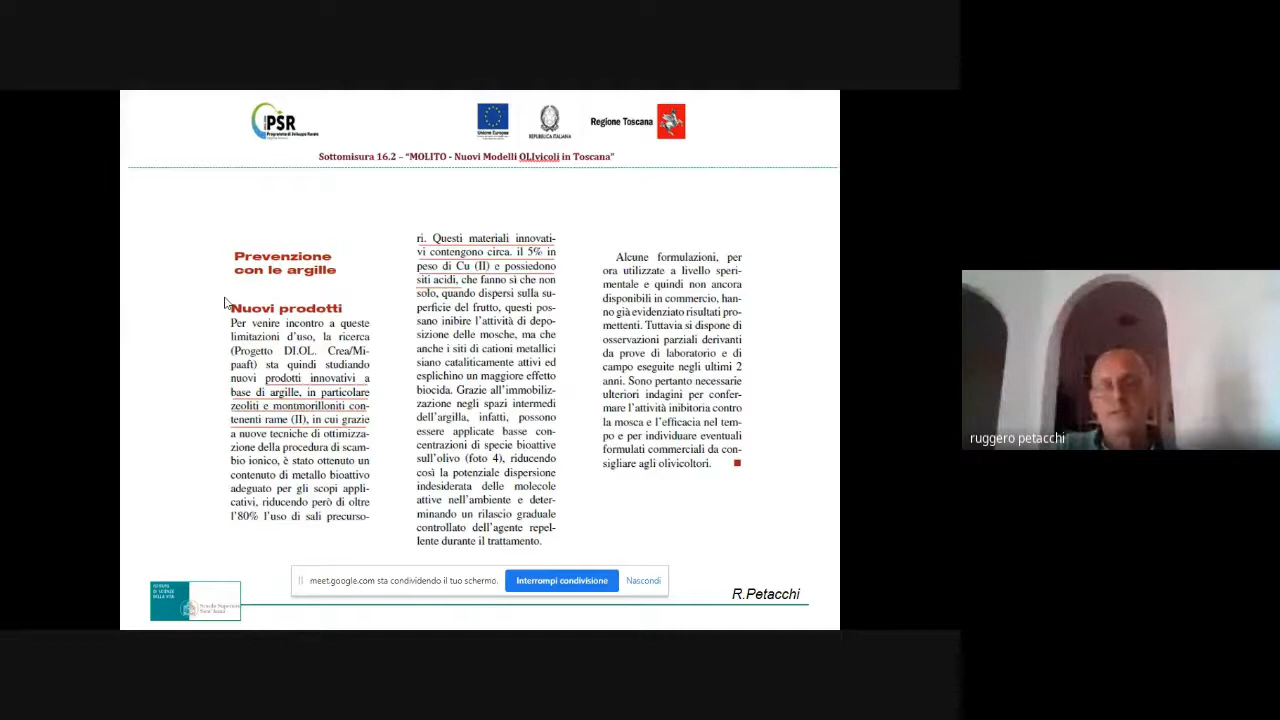 PSR
Programma di Sviluppo Rurale
Unione Europea
REPUBBLICA ITALIANA
Regione Toscana
Sottomisura 16.2 – “MOLITO - Nuovi Modelli OLIvicoli in Toscana”
Prevenzione
con le argille
Nuovi prodotti
Per venire incontro a queste
limitazioni d’uso, la ricerca
(Progetto DI.OL. Crea/Mi-
paaft) sta quindi studiando
nuovi prodotti innovativi a
base di argille, in particolare
zeoliti e montmorilloniti con-
tenenti rame (II), in cui grazie
a nuove tecniche di ottimizza-
zione della procedura di scam-
bio ionico, è stato ottenuto un
contenuto di metallo bioattivo
adeguato per gli scopi appli-
cativi, riducendo però di oltre
l’80% l’uso di sali precurso-
ri. Questi materiali innovati-
vi contengono circa. il 5% in
peso di Cu (II) e possiedono
siti acidi, che fanno sì che non
solo, quando dispersi sulla su-
perficie del frutto, questi pos-
sano inibire l’attività di depo-
sizione delle mosche, ma che
anche i siti di cationi metallici
siano cataliticamente attivi ed
esplichino un maggiore effetto
biocida. Grazie all’immobiliz-
zazione negli spazi intermedi
dell’argilla, infatti, possono
essere applicate basse con-
centrazioni di specie bioattive
sull’olivo (foto 4), riducendo
così la potenziale dispersione
indesiderata delle molecole
attive nell’ambiente e deter-
minando un rilascio graduale
controllato dell’agente repel-
lente durante il trattamento.
Alcune formulazioni, per
ora utilizzate a livello speri-
mentale e quindi non ancora
disponibili in commercio, han-
no già evidenziato risultati pro-
mettenti. Tuttavia si dispone di
osservazioni parziali derivanti
da prove di laboratorio e di
campo eseguite negli ultimi 2
anni. Sono pertanto necessarie
ulteriori indagini per confer-
mare l’attività inibitoria contro
la mosca e l’efficacia nel tem-
po e per individuare eventuali
formulati commerciali da con-
sigliare agli olivicoltori.
meet.google.com sta condividendo il tuo schermo.
Interrompi condivisione
Nascondi
ISTITUTO
DI SCIENZE
DELLA VITA
Scuola Superiore
Sant'Anna
R.Petacchi
ruggero petacchi